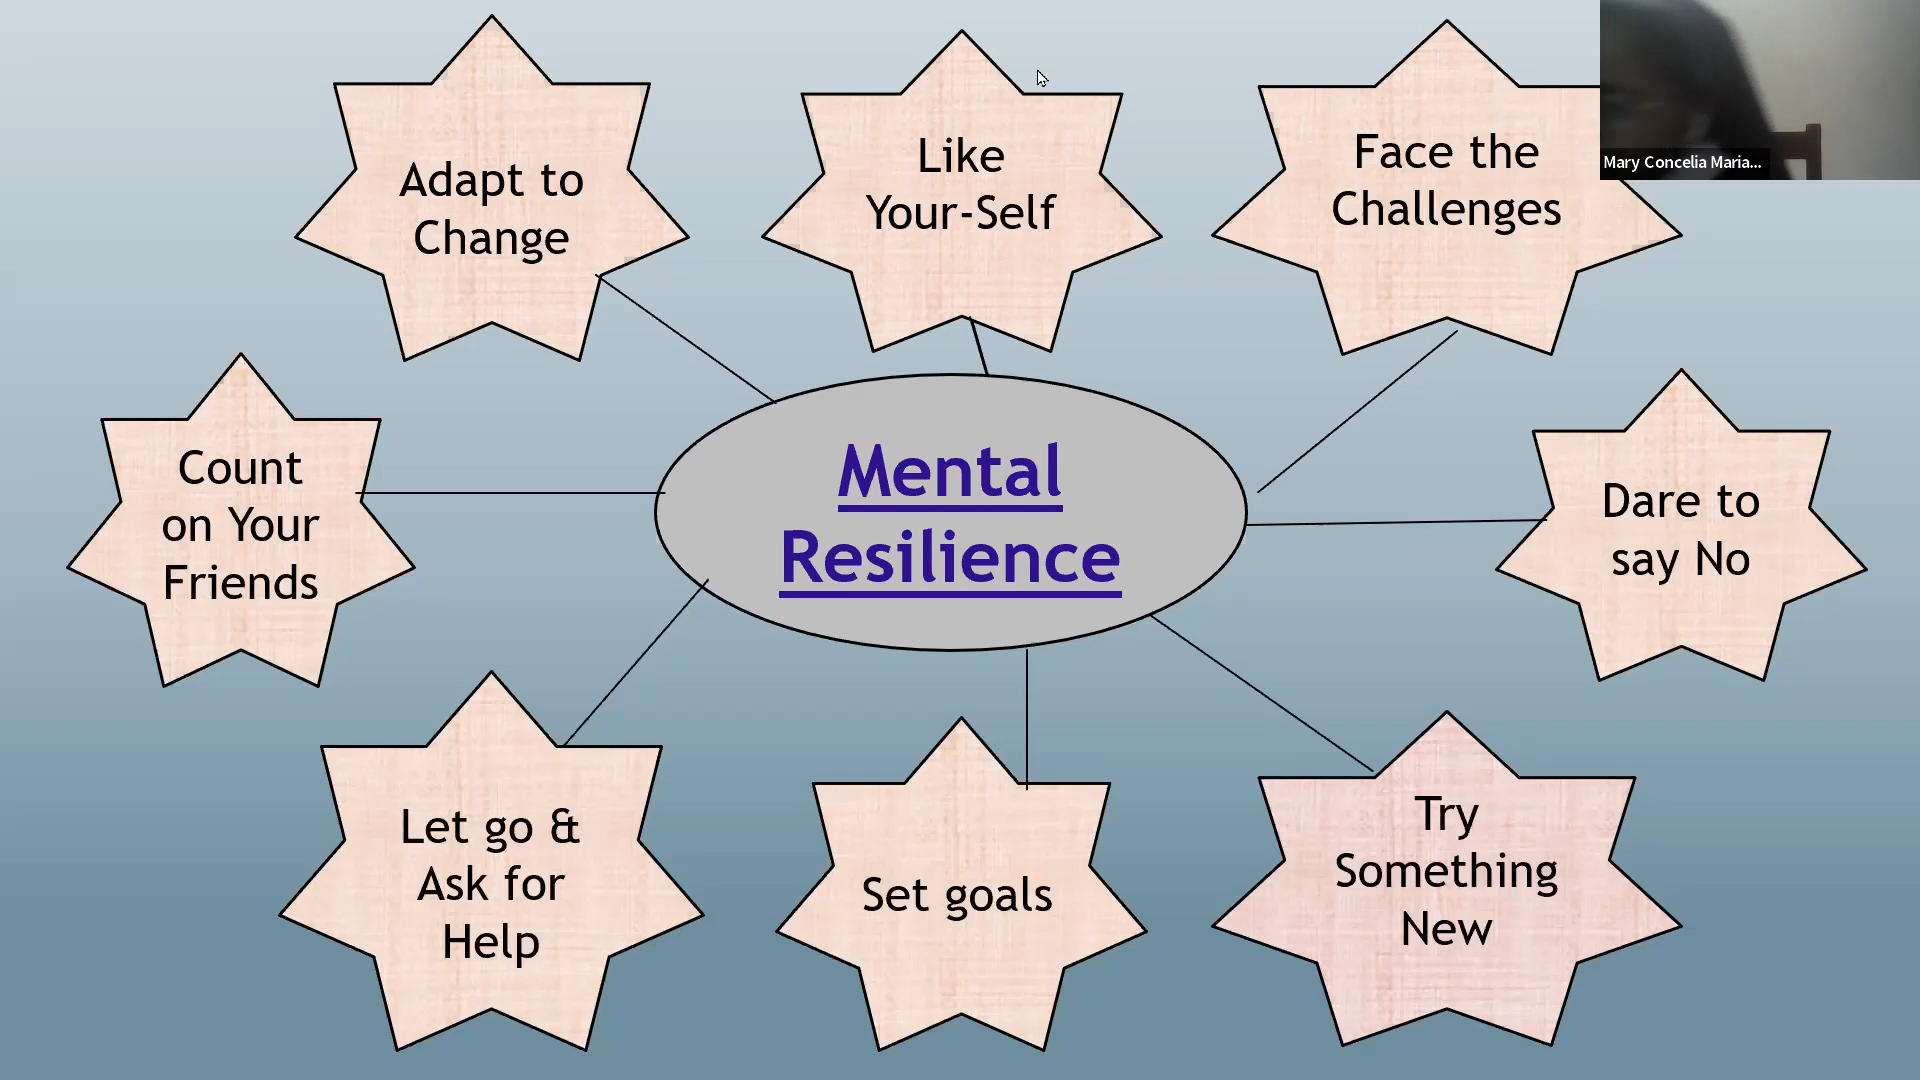 Adapt to
Change
Like
Your-Self
Face the
Challenges
Mary Concelia Maria...
Count
on Your
Friends
Mental
Resilience
Dare to
say No
Let go &
Ask for
Help
Set goals
Try
Something
New